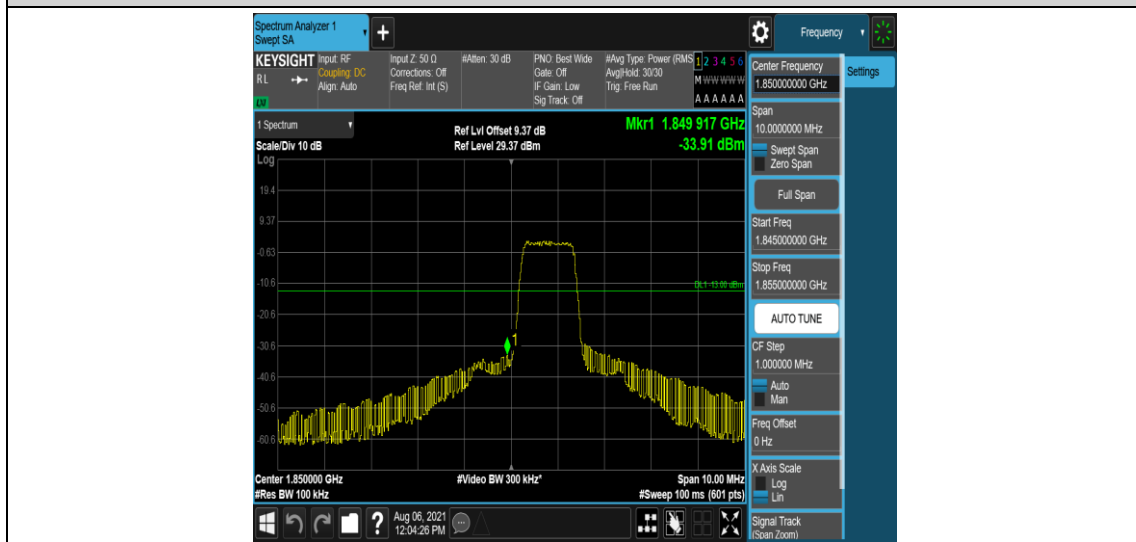 Spectrum Analyzer 1
Swept SA
+
Frequency
KEYSIGHT
RL
LXI
Input: RF
Coupling: DC
Align: Auto
Input Z: 50 Ω
Corrections: Off
Freq Ref: Int (S)
#Atten: 30 dB
PNO: Best Wide
Gate: Off
IF Gain: Low
Sig Track: Off
#Avg Type: Power (RMS
Avg|Hold: 30/30
Trig: Free Run
1 2 3 4 5 6
M W W W W W
A A A A A A
1 Spectrum
Scale/Div 10 dB
Log
Ref Lvl Offset 9.37 dB
Ref Level 29.37 dBm
Mkr1 1.849 917 GHz
-33.91 dBm
19.4
9.37
-0.63
-10.6
DL1 -13.00 dBm
-20.6
-30.6
1
-40.6
-50.6
-60.6
Center 1.850000 GHz
#Video BW 300 kHz*
Span 10.00 MHz
#Res BW 100 kHz
#Sweep 100 ms (601 pts)
Center Frequency
1.850000000 GHz
Settings
Span
10.0000000 MHz
Swept Span
Zero Span
Full Span
Start Freq
1.845000000 GHz
Stop Freq
1.855000000 GHz
AUTO TUNE
CF Step
1.000000 MHz
Auto
Man
Freq Offset
0 Hz
X Axis Scale
Log
Lin
Signal Track
(Span Zoom)
?
Aug 06, 2021
12:04:26 PM